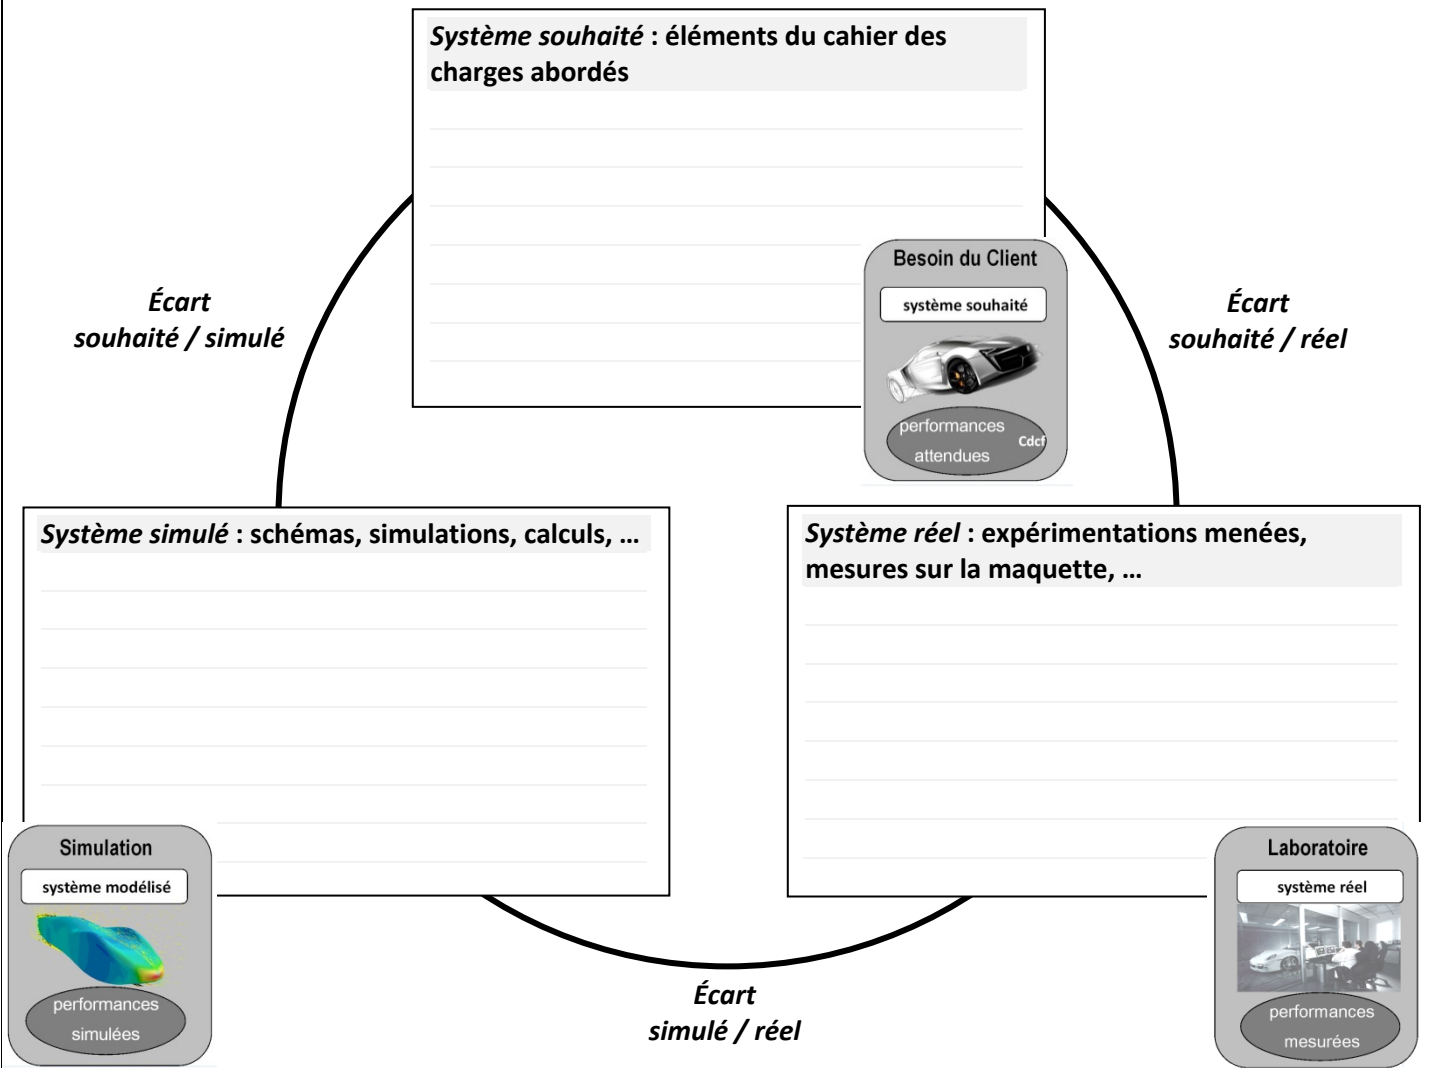 Système souhaité : éléments du cahier des
charges abordés
Besoin du Client
système souhaité
performances
Cdcf
attendues
Écart
souhaité / simulé
Écart
souhaité / réel
Système simulé : schémas, simulations, calculs, ...
Simulation
système modélisé
performances
simulées
Système réel : expérimentations menées,
mesures sur la maquette, ...
Laboratoire
système réel
performances
mesurées
Écart
simulé / réel